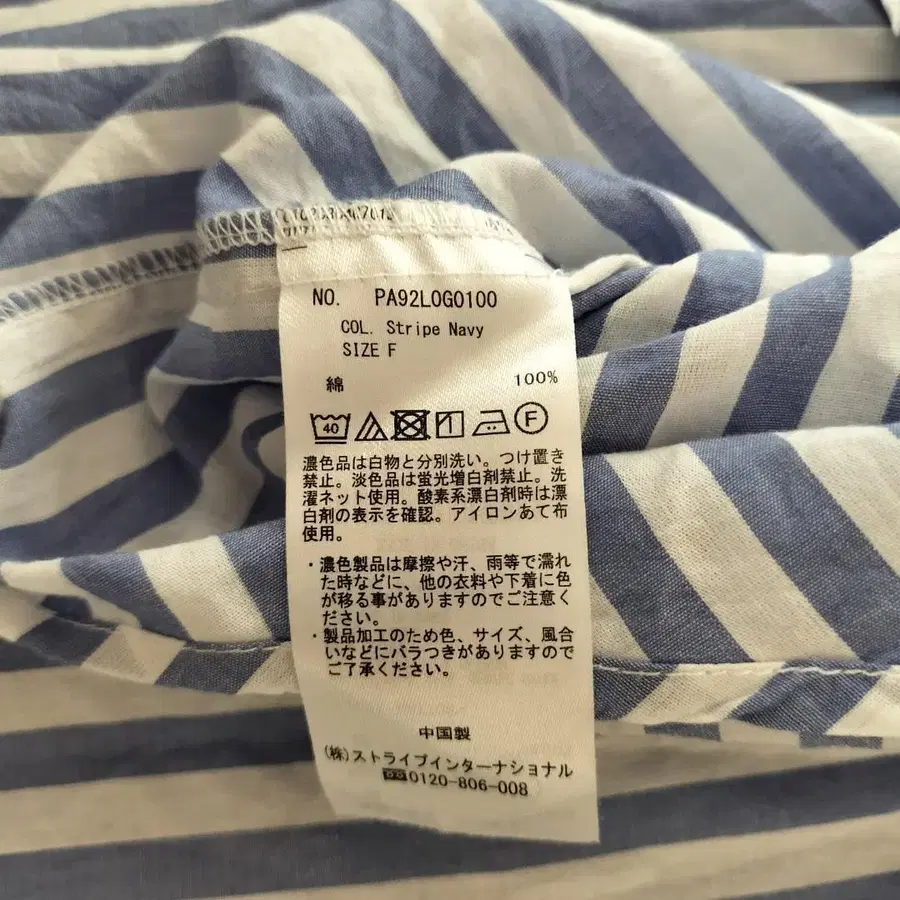 NO. PA92L0G0100
COL. Stripe Navy
SIZE F
綿 100%
40 F
濃色品は白物と分別洗い。つけ置き
禁止。淡色品は蛍光増白剤禁止。洗
濯ネット使用。酸素系漂白剤時は漂
白剤の表示を確認。アイロンあて布
使用。
・濃色製品は摩擦や汗、雨等で濡れ
た時などに、他の衣料や下着に色
が移る事がありますのでご注意く
ださい。
・製品加工のため色、サイズ、風合
いなどにバラつきがありますので
ご了承ください。
中国製
(株)ストライプインターナショナル
0120-806-008